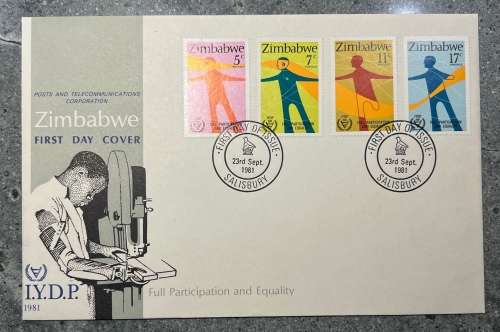 POSTS AND TELECOMMUNICATIONS
CORPORATION
Zimbabwe
FIRST DAY COVER
I.Y.D.P.
1981
Full Participation and Equality
Zimbabwe
5c
Zimbabwe
7c
Zimbabwe
11c
Zimbabwe
17c
FIRST DAY OF ISSUE
23rd Sept.
1981
SALISBURY
FIRST DAY OF ISSUE
23rd Sept.
1981
SALISBURY